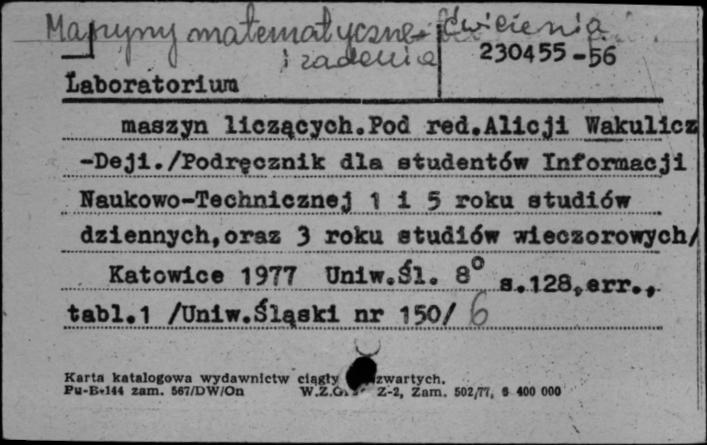 Maszyny matematyczne- ćwiczenia
i zadania
230455-56
Laboratorium
maszyn liczących.Pod red.Alicji Wakulicz
-Deji./Podręcznik dla studentów Informacji
Naukowo-Technicznej 1 i 5 roku studiów
dziennych,oraz 3 roku studiów wieczorowych/
Katowice 1977 Uniw.Śl. 8° s.128,err.,
tabl.1 /Uniw.Śląski nr 150/ 6
Karta katalogowa wydawnictw ciągły zwartych.
Pu-B-144 zam. 567/DW/On Z-2, Zam. 502/77, 400 000